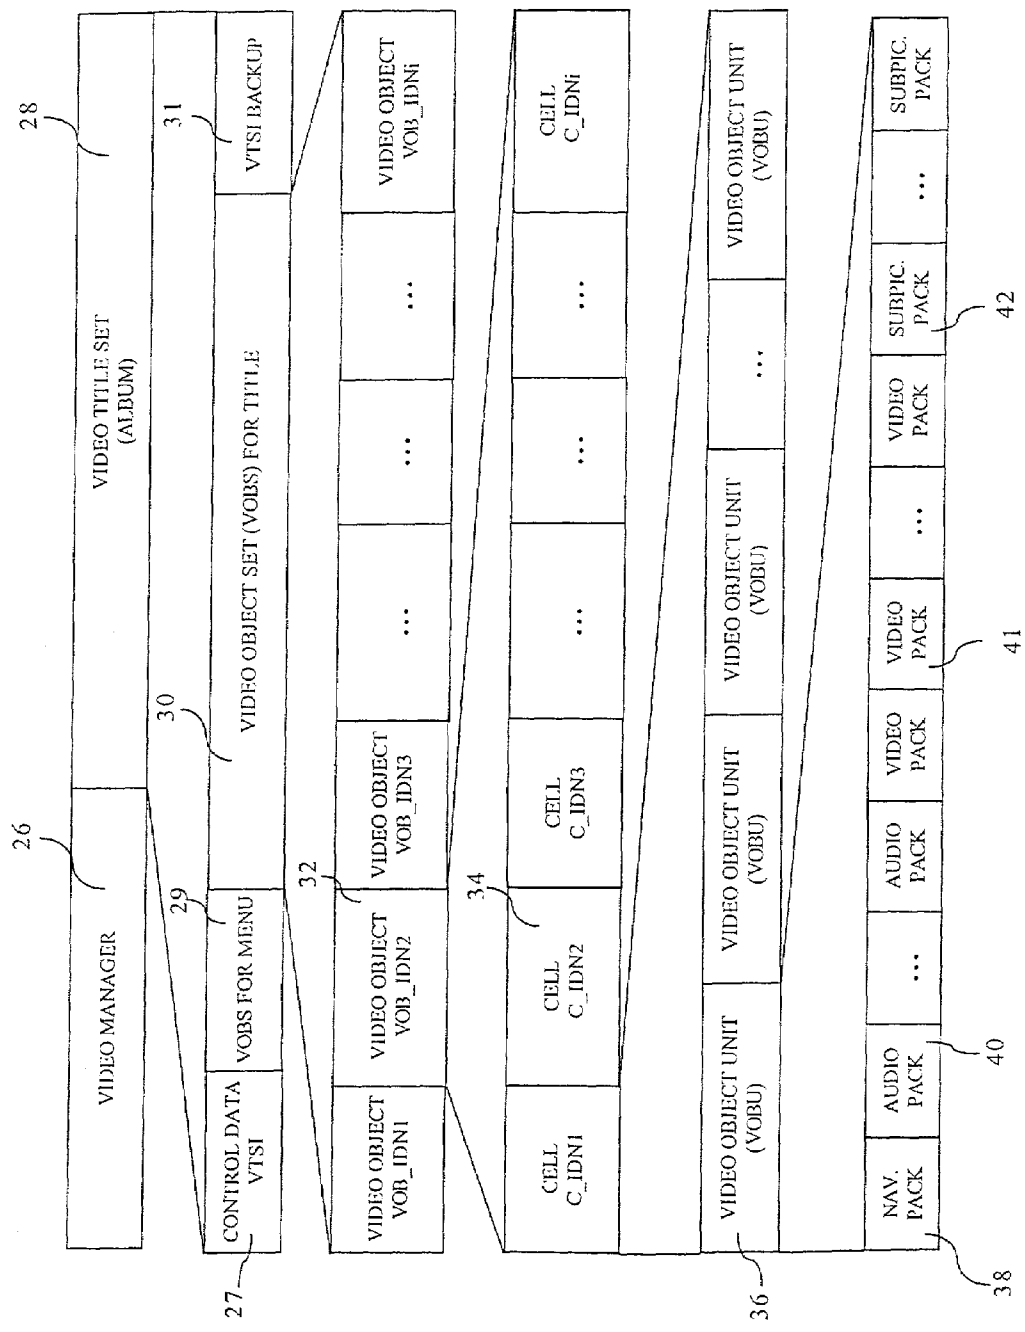 26
28
VIDEO MANAGER
VIDEO TITLE SET
(ALBUM)
27
29
30
31
CONTROL DATA
VTSI
VOBS FOR MENU
VIDEO OBJECT SET (VOBS) FOR TITLE
VTSI BACKUP
32
VIDEO OBJECT
VOB_IDN1
VIDEO OBJECT
VOB_IDN2
VIDEO OBJECT
VOB_IDN3
...
...
...
VIDEO OBJECT
VOB_IDNi
34
CELL
C_IDN1
CELL
C_IDN2
CELL
C_IDN3
...
...
...
CELL
C_IDNi
36
VIDEO OBJECT UNIT
(VOBU)
VIDEO OBJECT UNIT
(VOBU)
VIDEO OBJECT UNIT
(VOBU)
...
VIDEO OBJECT UNIT
(VOBU)
NAV.
PACK
AUDIO
PACK
...
AUDIO
PACK
VIDEO
PACK
VIDEO
PACK
...
VIDEO
PACK
SUBPIC.
PACK
...
SUBPIC.
PACK
38
40
41
42